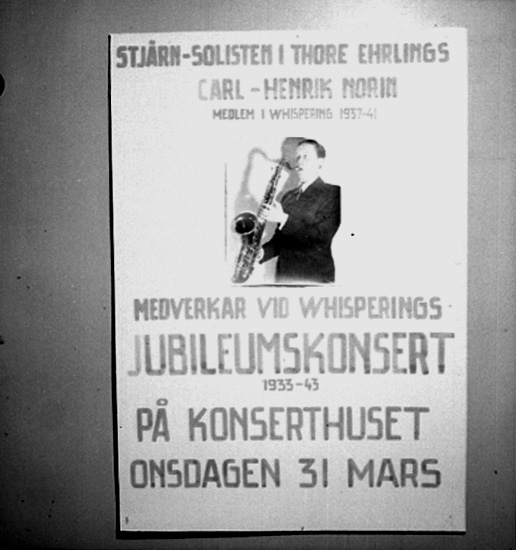 STJÄRN-SOLISTEN I THORE EHRLINGS
CARL-HENRIK NORIN
MEDLEM I WHISPERING 1937-41
MEDVERKAR VID WHISPERINGS
JUBILEUMSKONSERT
1933-43
PÅ KONSERTHUSET
ONSDAGEN 31 MARS